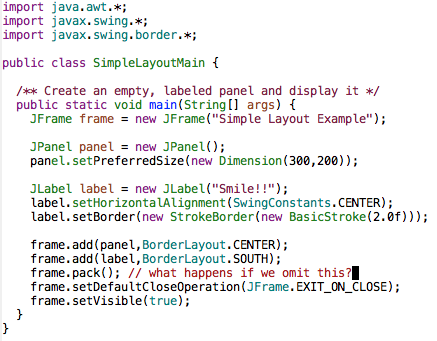 import java.awt.*;
import javax.swing.*;
import javax.swing.border.*;

public class SimpleLayoutMain {

  /** Create an empty, labeled panel and display it */
  public static void main(String[] args) {
    JFrame frame = new JFrame("Simple Layout Example");

    JPanel panel = new JPanel();
    panel.setPreferredSize(new Dimension(300,200));

    JLabel label = new JLabel("Smile!!");
    label.setHorizontalAlignment(SwingConstants.CENTER);
    label.setBorder(new StrokeBorder(new BasicStroke(2.0f)));

    frame.add(panel,BorderLayout.CENTER);
    frame.add(label,BorderLayout.SOUTH);
    frame.pack(); // what happens if we omit this?
    frame.setDefaultCloseOperation(JFrame.EXIT_ON_CLOSE);
    frame.setVisible(true);
  }
}